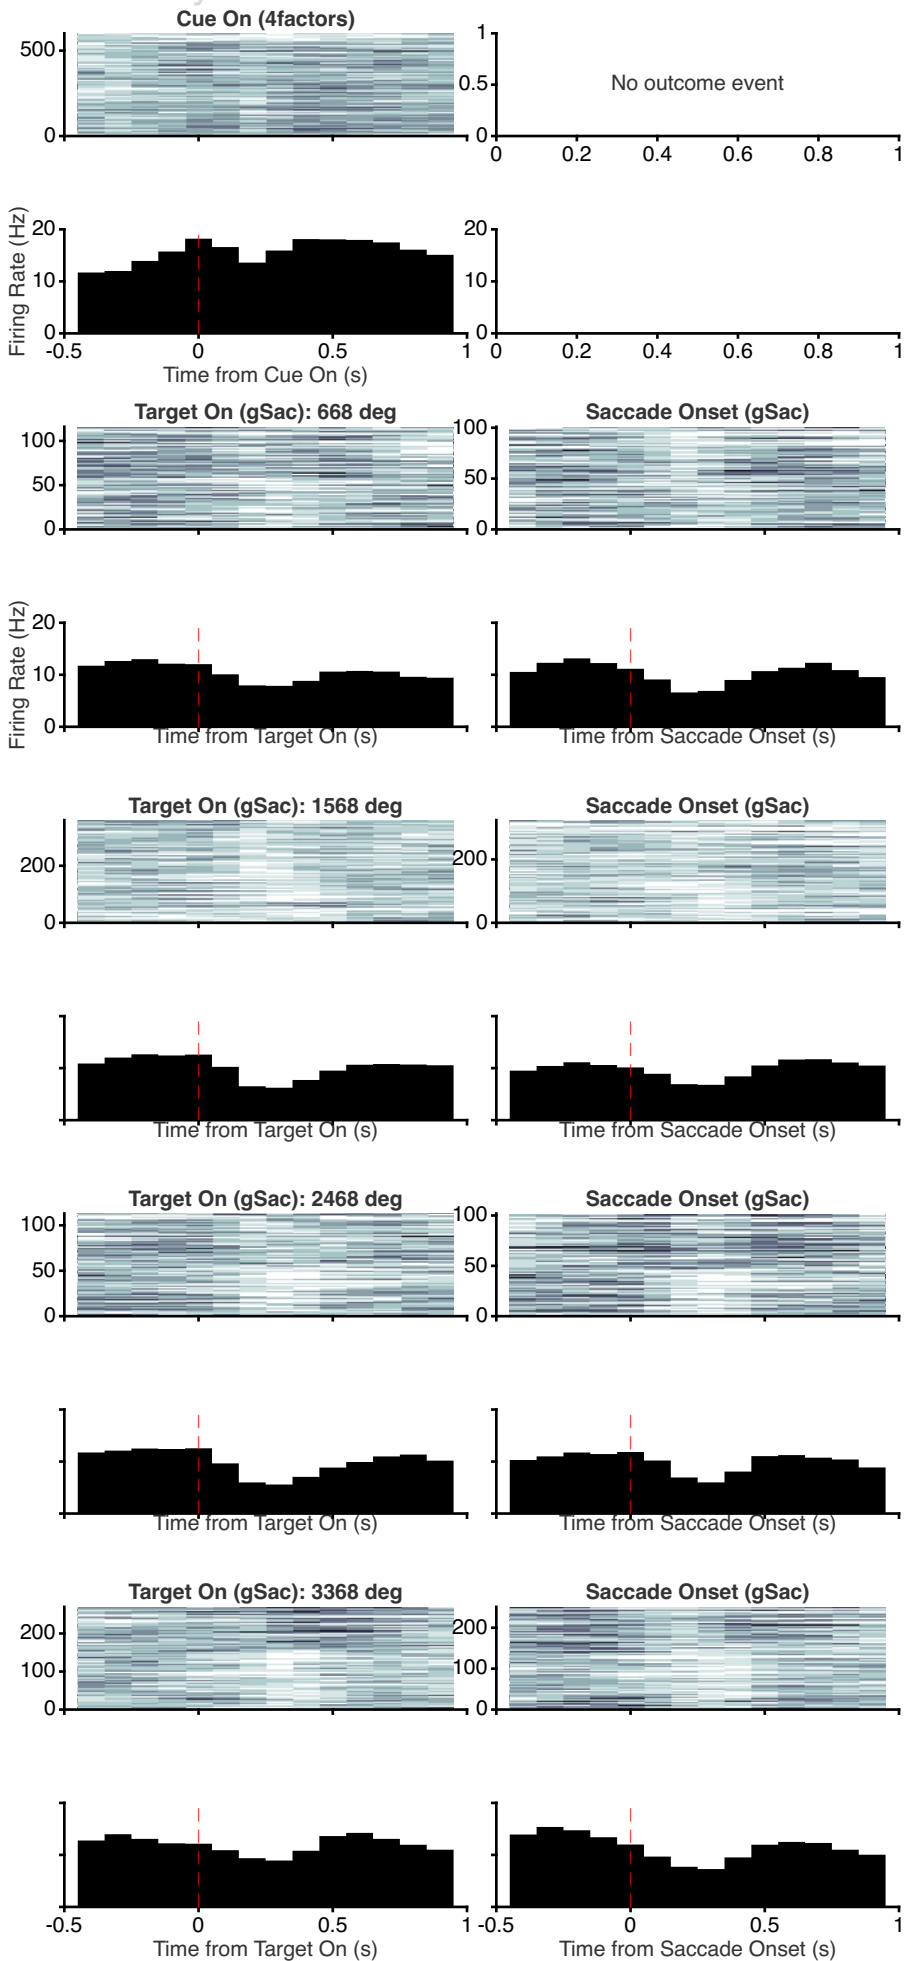 Cue On (4factors)
500
0
1
0.5
0
No outcome event
0 0.2 0.4 0.6 0.8 1
Firing Rate (Hz)
20
10
0
-0.5 0 0.5 1
Time from Cue On (s)
20
10
0
0 0.2 0.4 0.6 0.8 1
Target On (gSac): 668 deg
100
50
0
Saccade Onset (gSac)
100
50
0
Firing Rate (Hz)
20
10
0
Time from Target On (s)
Time from Saccade Onset (s)
Target On (gSac): 1568 deg
200
0
Saccade Onset (gSac)
200
0
Time from Target On (s)
Time from Saccade Onset (s)
Target On (gSac): 2468 deg
100
50
0
Saccade Onset (gSac)
100
50
0
Time from Target On (s)
Time from Saccade Onset (s)
Target On (gSac): 3368 deg
200
100
0
Saccade Onset (gSac)
200
100
0
-0.5 0 0.5 1
Time from Target On (s)
-0.5 0 0.5 1
Time from Saccade Onset (s)